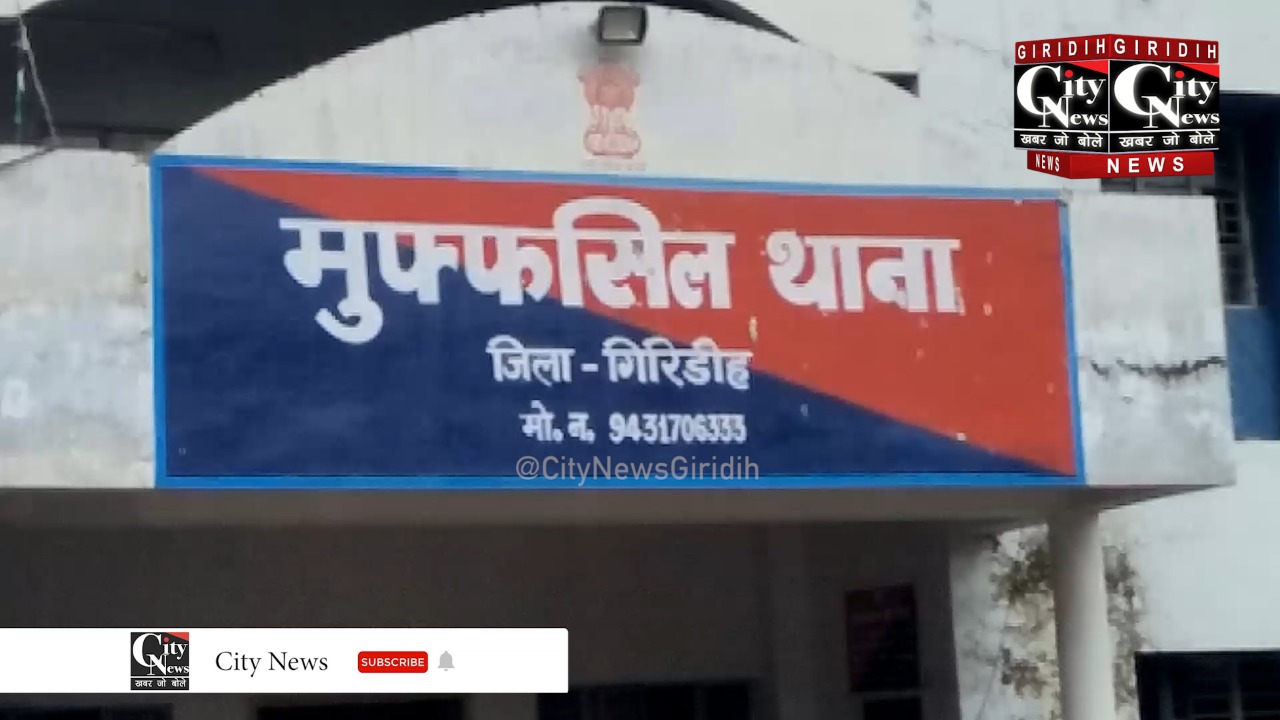 GIRIDIH GIRIDIH
City News City News
खबर जो बोले खबर जो बोले
NEWS NEWS
मुफ्फसिल थाना
जिला - गिरिडीह
मो. न. 9431706333
@CityNewsGiridih
City News
खबर जो बोले
City News
SUBSCRIBE